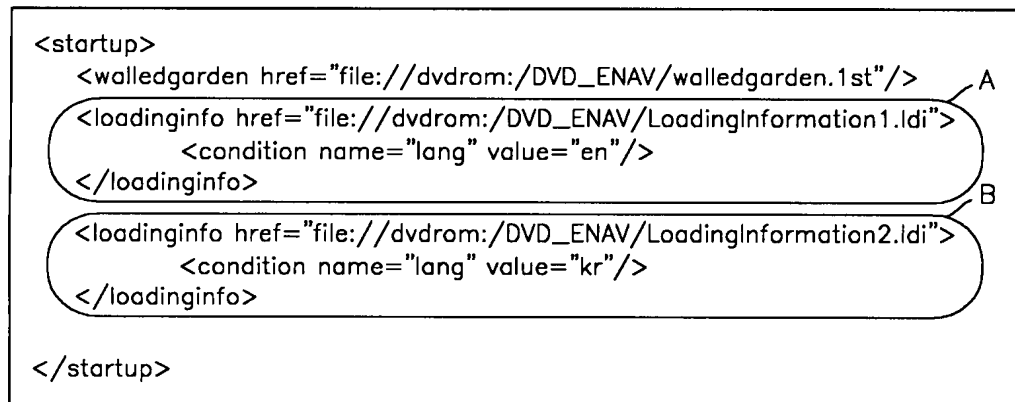 <startup>
<walledgarden href="file://dvdrom:/DVD_ENAV/walledgarden.1st"/>
A
<loadinginfo href="file://dvdrom:/DVD_ENAV/LoadingInformation1.ldi">
<condition name="lang" value="en"/>
</loadinginfo>
B
<loadinginfo href="file://dvdrom:/DVD_ENAV/LoadingInformation2.ldi">
<condition name="lang" value="kr"/>
</loadinginfo>
</startup>